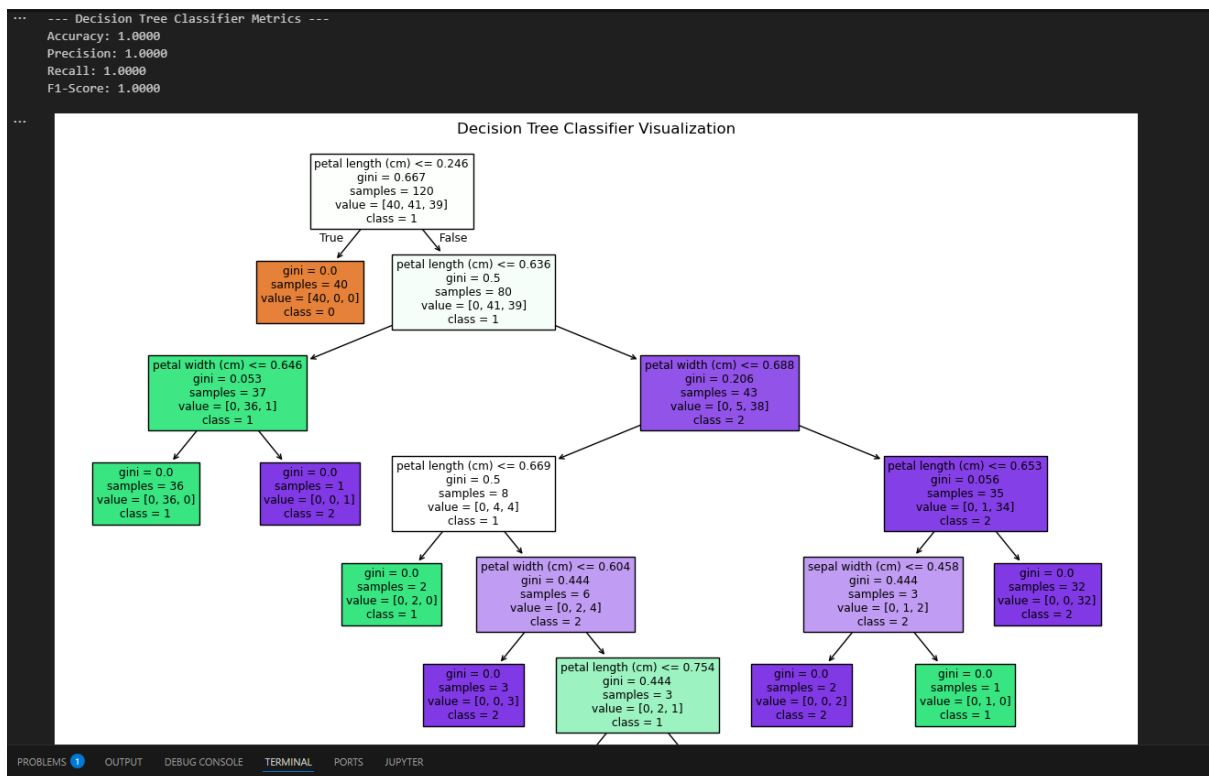 ... --- Decision Tree Classifier Metrics ---
Accuracy: 1.0000
Precision: 1.0000
Recall: 1.0000
F1-Score: 1.0000
...
Decision Tree Classifier Visualization
petal length (cm) <= 0.246
gini = 0.667
samples = 120
value = [40, 41, 39]
class = 1
True
False
gini = 0.0
samples = 40
value = [40, 0, 0]
class = 0
petal length (cm) <= 0.636
gini = 0.5
samples = 80
value = [0, 41, 39]
class = 1
petal width (cm) <= 0.646
gini = 0.053
samples = 37
value = [0, 36, 1]
class = 1
petal width (cm) <= 0.688
gini = 0.206
samples = 43
value = [0, 5, 38]
class = 2
gini = 0.0
samples = 36
value = [0, 36, 0]
class = 1
gini = 0.0
samples = 1
value = [0, 0, 1]
class = 2
petal length (cm) <= 0.669
gini = 0.5
samples = 8
value = [0, 4, 4]
class = 1
petal length (cm) <= 0.653
gini = 0.056
samples = 35
value = [0, 1, 34]
class = 2
gini = 0.0
samples = 2
value = [0, 2, 0]
class = 1
petal width (cm) <= 0.604
gini = 0.444
samples = 6
value = [0, 2, 4]
class = 2
sepal width (cm) <= 0.458
gini = 0.444
samples = 3
value = [0, 1, 2]
class = 2
gini = 0.0
samples = 32
value = [0, 0, 32]
class = 2
gini = 0.0
samples = 3
value = [0, 0, 3]
class = 2
petal length (cm) <= 0.754
gini = 0.444
samples = 3
value = [0, 2, 1]
class = 1
gini = 0.0
samples = 2
value = [0, 0, 2]
class = 2
gini = 0.0
samples = 1
value = [0, 1, 0]
class = 1
PROBLEMS 1 OUTPUT DEBUG CONSOLE TERMINAL PORTS JUPYTER